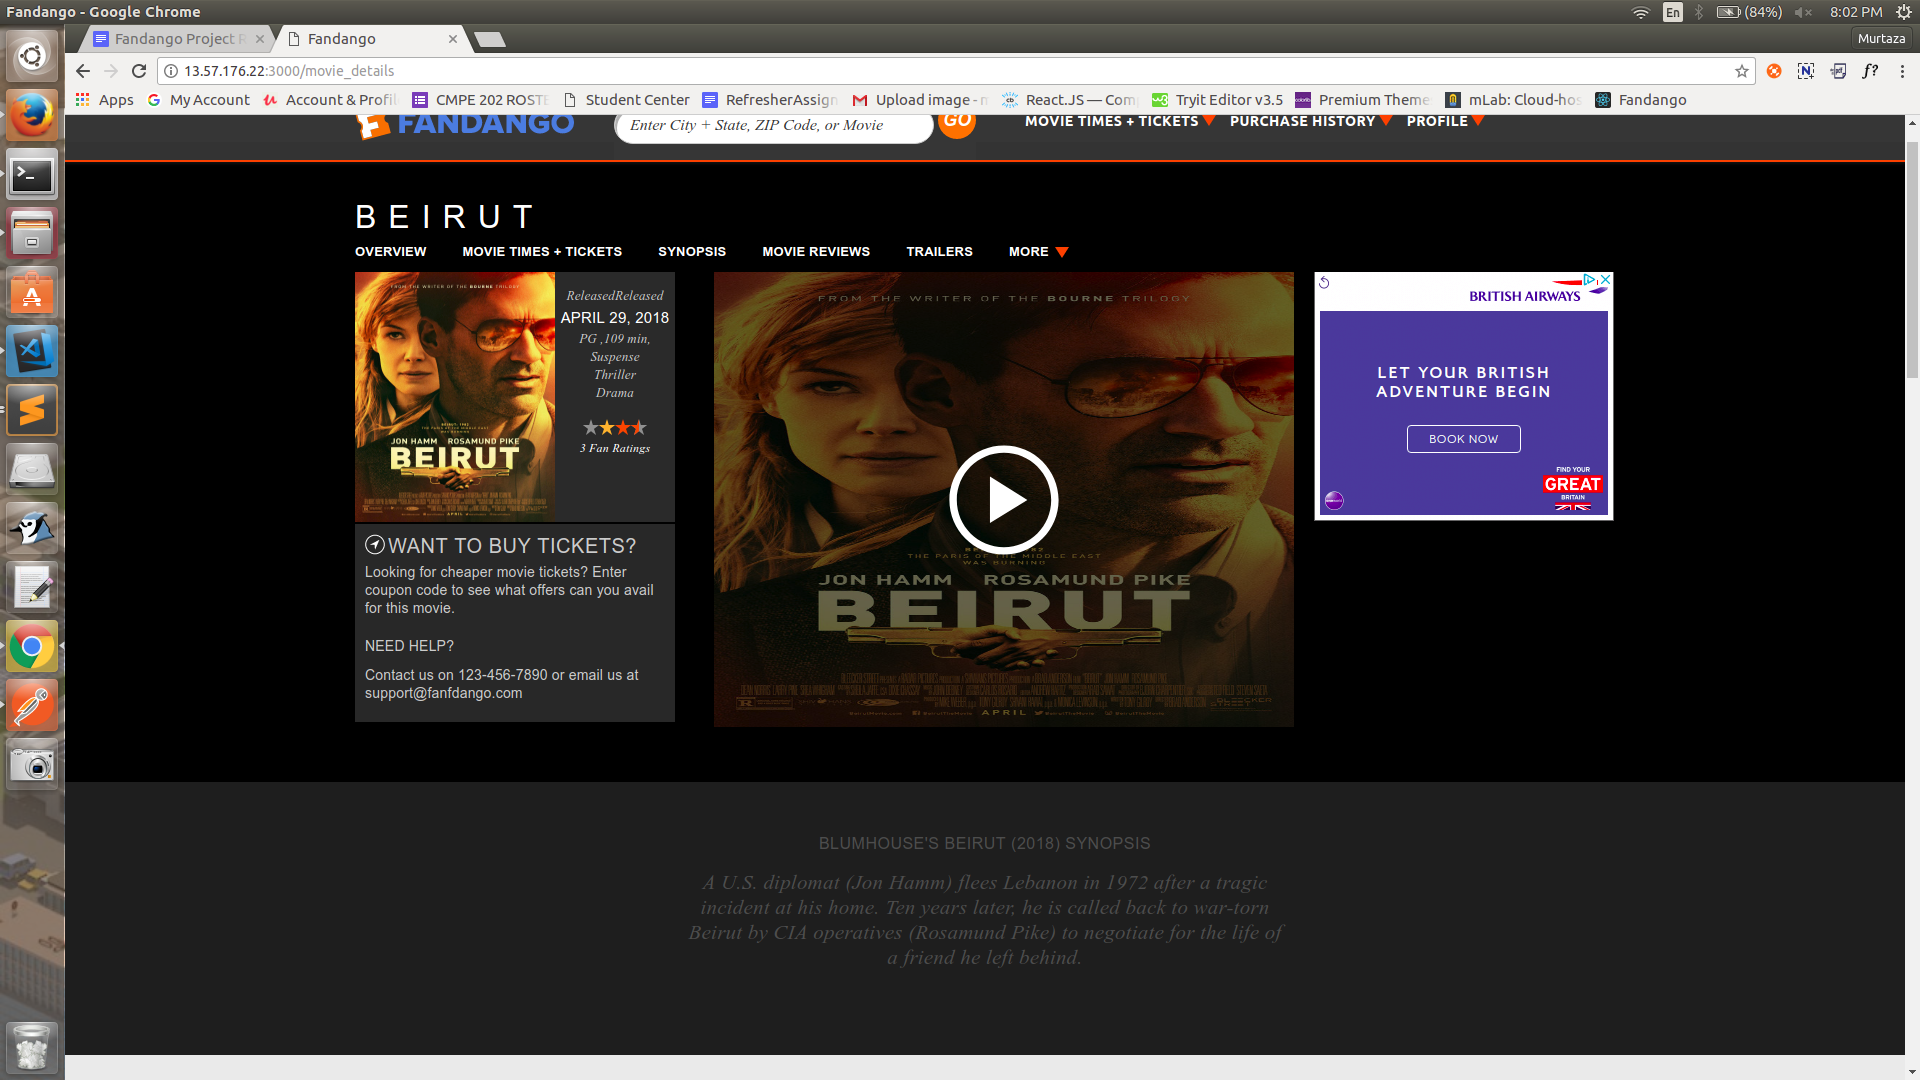 Fandango - Google Chrome
En
(84%)
8:02 PM
Fandango Project R
Fandango
Murtaza
13.57.176.22:3000/movie_details
Apps
My Account
Account & Profil
CMPE 202 ROSTE
Student Center
RefresherAssign
Upload image - m
React.JS — Com
Tryit Editor v3.5
Premium Theme
mLab: Cloud-hos
Fandango
FANDANGO
Enter City + State, ZIP Code, or Movie
GO
MOVIE TIMES + TICKETS
PURCHASE HISTORY
PROFILE
BEIRUT
OVERVIEW
MOVIE TIMES + TICKETS
SYNOPSIS
MOVIE REVIEWS
TRAILERS
MORE
FROM THE WRITER OF THE BOURNE TRILOGY
JON HAMM ROSAMUND PIKE
BEIRUT
APRIL
ReleasedReleased
APRIL 29, 2018
PG ,109 min,
Suspense
Thriller
Drama
3 Fan Ratings
WANT TO BUY TICKETS?
Looking for cheaper movie tickets? Enter
coupon code to see what offers can you avail
for this movie.
NEED HELP?
Contact us on 123-456-7890 or email us at
support@fanfdango.com
FROM THE WRITER OF THE BOURNE TRILOGY
THE PARIS OF THE MIDDLE EAST
WAS BURNING
JON HAMM ROSAMUND PIKE
BEIRUT
APRIL
BRITISH AIRWAYS
LET YOUR BRITISH
ADVENTURE BEGIN
BOOK NOW
FIND YOUR
GREAT
BRITAIN
BLUMHOUSE'S BEIRUT (2018) SYNOPSIS
A U.S. diplomat (Jon Hamm) flees Lebanon in 1972 after a tragic
incident at his home. Ten years later, he is called back to war-torn
Beirut by CIA operatives (Rosamund Pike) to negotiate for the life of
a friend he left behind.